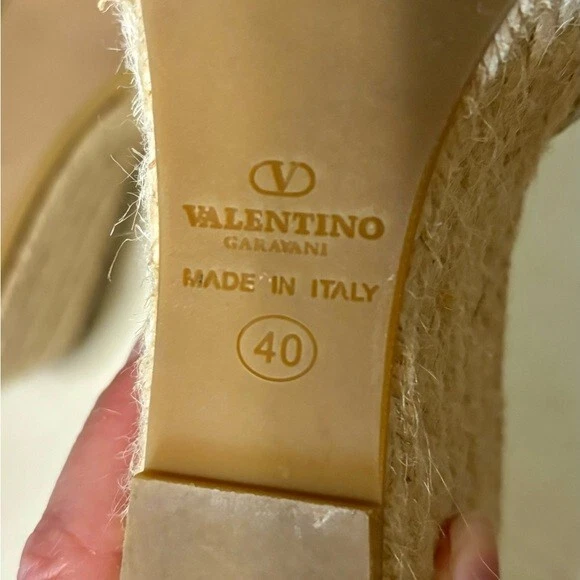 V
VALENTINO
GARAVANI
MADE IN ITALY
40